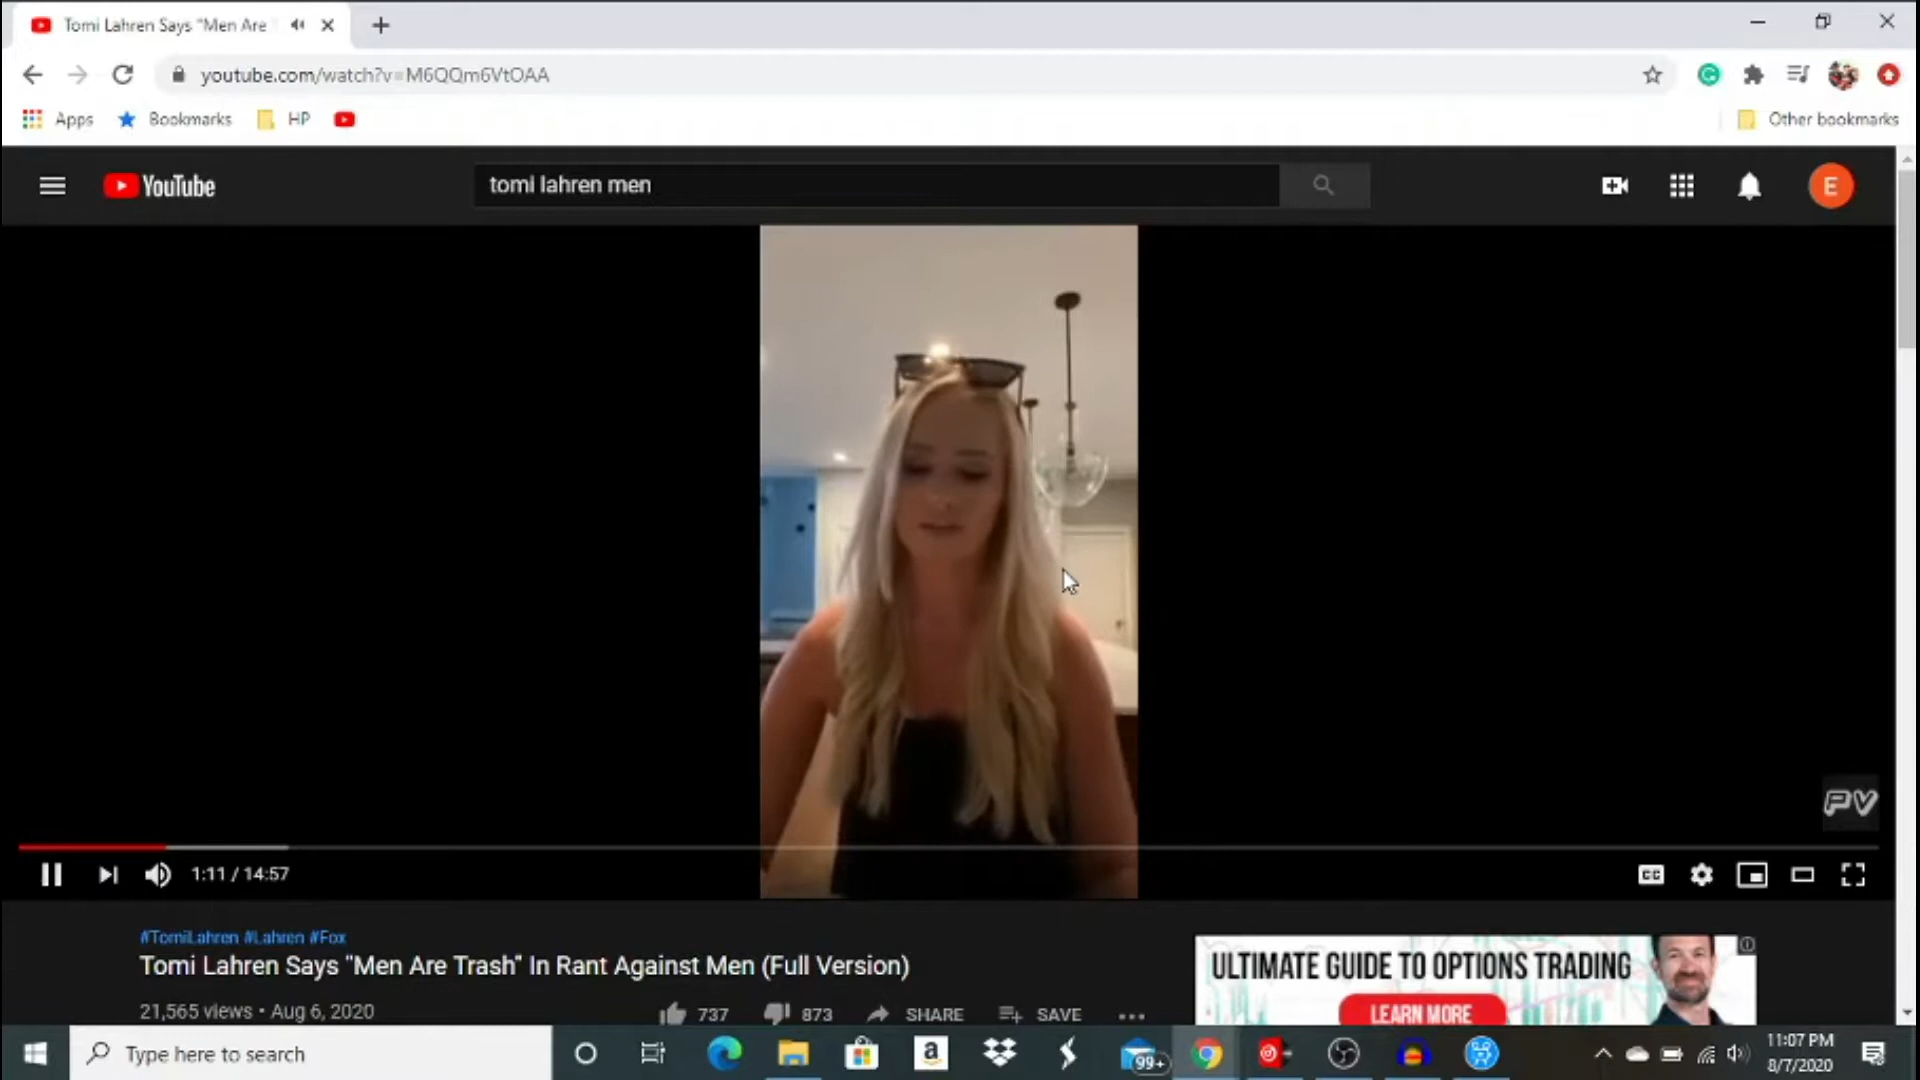 Tomi Lahren Says "Men Are
youtube.com/watch?v=M6QQm6VtOAA
Apps
Bookmarks
HP
Other bookmarks
YouTube
tomi lahren men
E
PV
1:11 / 14:57
CC
#TomiLahren #Lahren #Fox
Tomi Lahren Says "Men Are Trash" In Rant Against Men (Full Version)
21,565 views • Aug 6, 2020
737
873
SHARE
SAVE
ULTIMATE GUIDE TO OPTIONS TRADING
LEARN MORE
Type here to search
a
99+
11:07 PM
8/7/2020